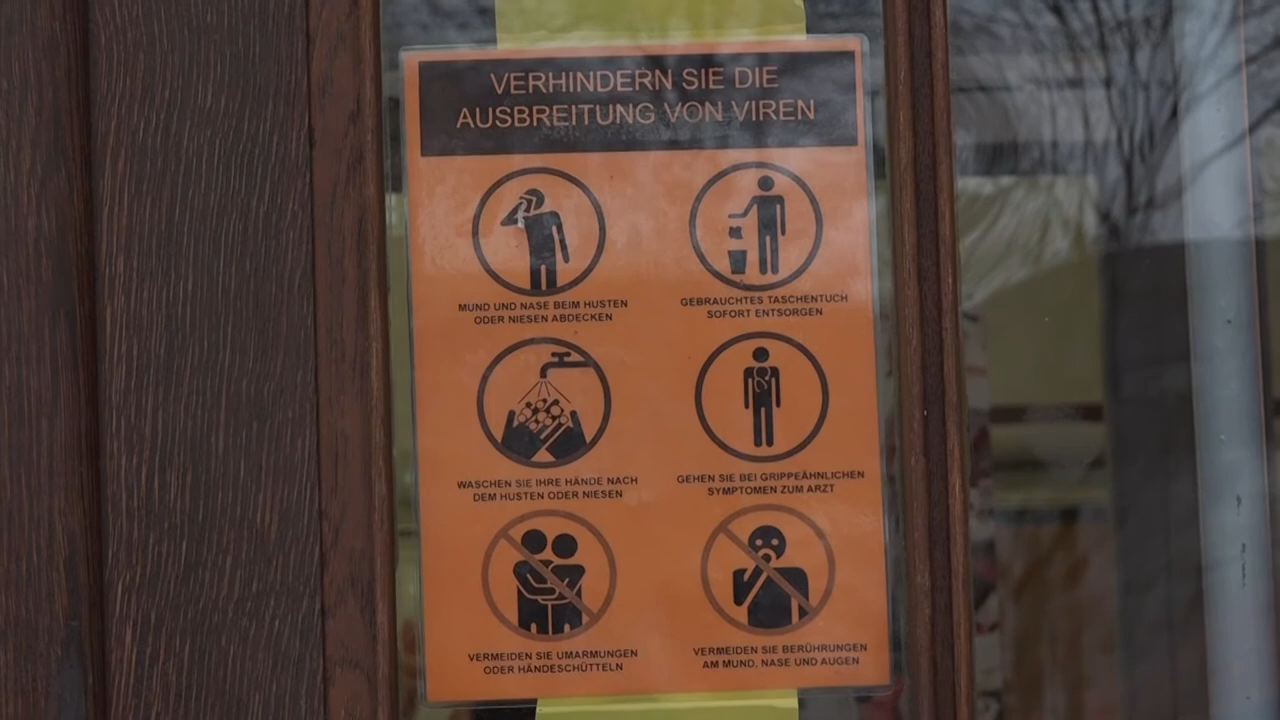 VERHINDERN SIE DIE
AUSBREITUNG VON VIREN
MUND UND NASE BEIM HUSTEN
ODER NIESEN ABDECKEN
GEBRAUCHTES TASCHENTUCH
SOFORT ENTSORGEN
WASCHEN SIE IHRE HÄNDE NACH
DEM HUSTEN ODER NIESEN
GEHEN SIE BEI GRIPPEÄHNLICHEN
SYMPTOMEN ZUM ARZT
VERMEIDEN SIE UMARMUNGEN
ODER HÄNDESCHÜTTELN
VERMEIDEN SIE BERÜHRUNGEN
AM MUND, NASE UND AUGEN